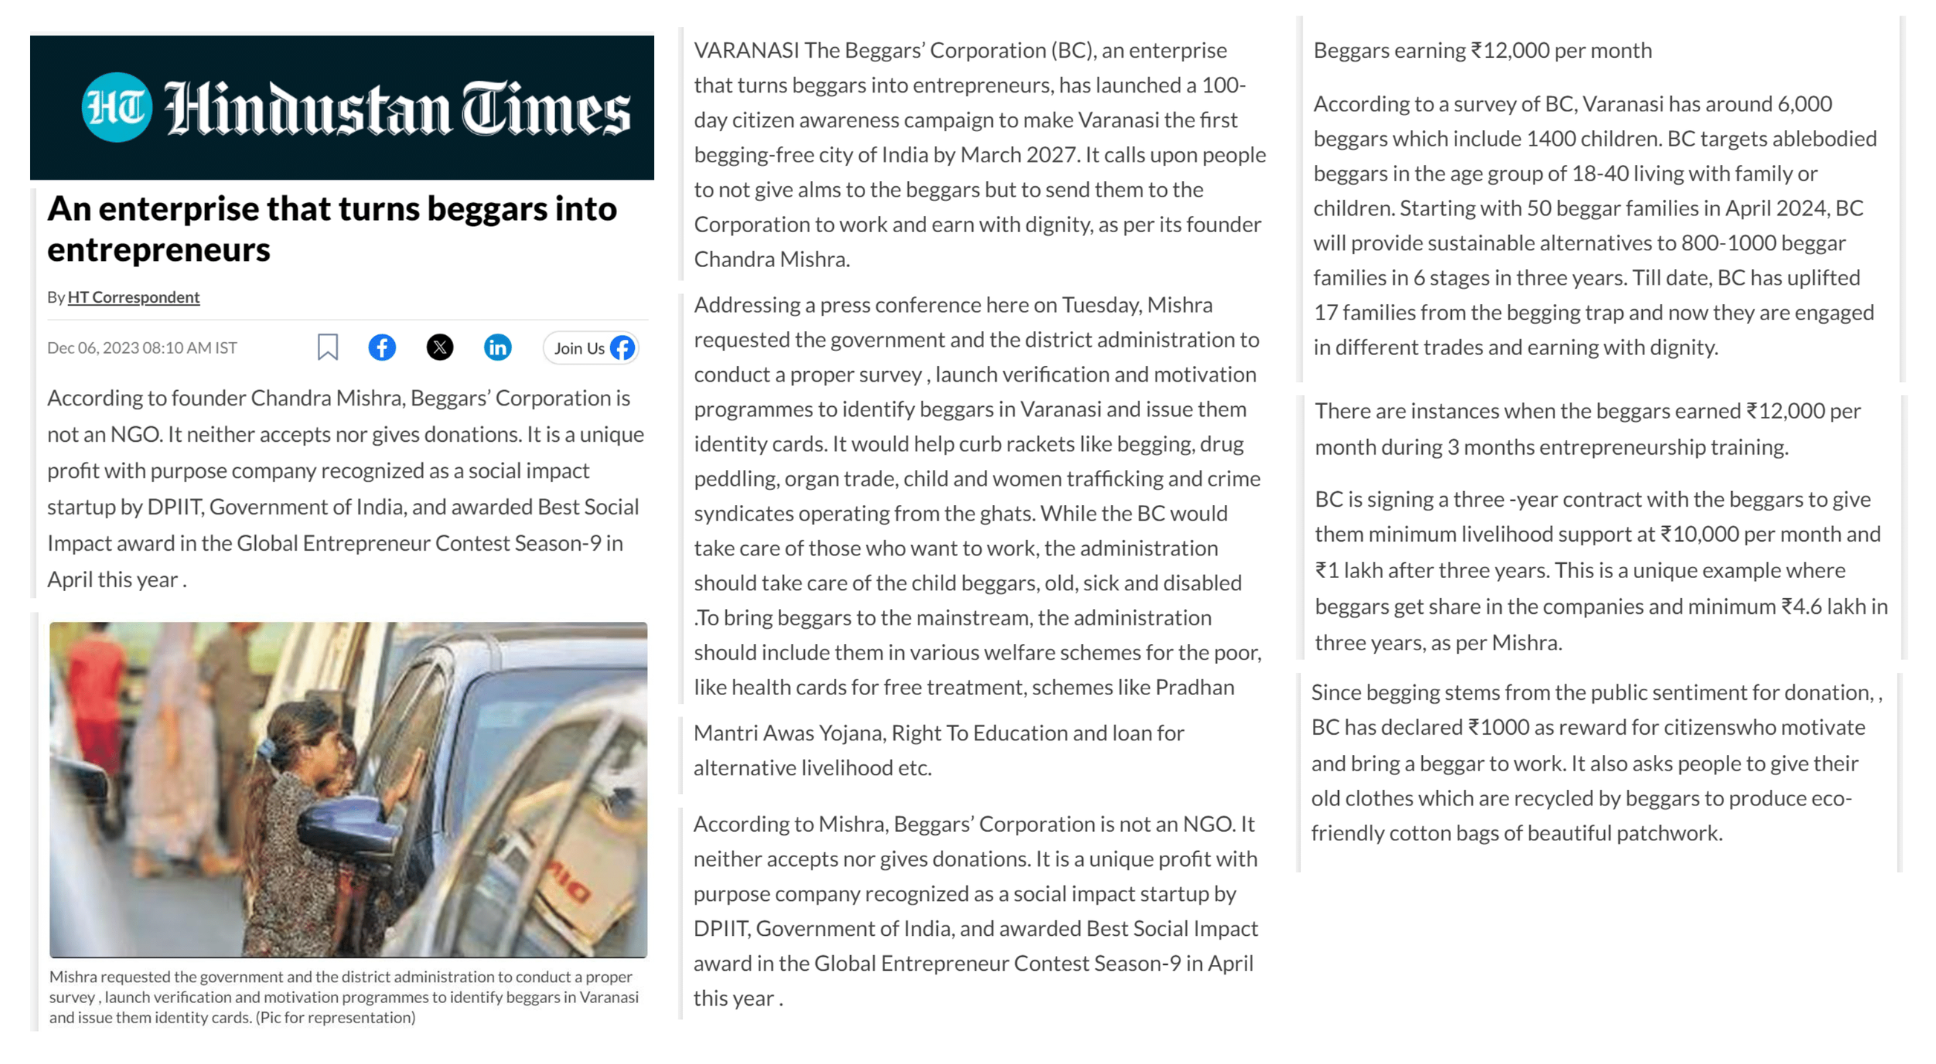 HT Hindustan Times
An enterprise that turns beggars into
entrepreneurs
By HT Correspondent
Dec 06, 2023 08:10 AM IST
Join Us
According to founder Chandra Mishra, Beggars’ Corporation is
not an NGO. It neither accepts nor gives donations. It is a unique
profit with purpose company recognized as a social impact
startup by DPIIT, Government of India, and awarded Best Social
Impact award in the Global Entrepreneur Contest Season-9 in
April this year .
Mishra requested the government and the district administration to conduct a proper
survey , launch verification and motivation programmes to identify beggars in Varanasi
and issue them identity cards. (Pic for representation)
VARANASI The Beggars’ Corporation (BC), an enterprise
that turns beggars into entrepreneurs, has launched a 100-
day citizen awareness campaign to make Varanasi the first
begging-free city of India by March 2027. It calls upon people
to not give alms to the beggars but to send them to the
Corporation to work and earn with dignity, as per its founder
Chandra Mishra.
Addressing a press conference here on Tuesday, Mishra
requested the government and the district administration to
conduct a proper survey , launch verification and motivation
programmes to identify beggars in Varanasi and issue them
identity cards. It would help curb rackets like begging, drug
peddling, organ trade, child and women trafficking and crime
syndicates operating from the ghats. While the BC would
take care of those who want to work, the administration
should take care of the child beggars, old, sick and disabled
.To bring beggars to the mainstream, the administration
should include them in various welfare schemes for the poor,
like health cards for free treatment, schemes like Pradhan
Mantri Awas Yojana, Right To Education and loan for
alternative livelihood etc.
According to Mishra, Beggars’ Corporation is not an NGO. It
neither accepts nor gives donations. It is a unique profit with
purpose company recognized as a social impact startup by
DPIIT, Government of India, and awarded Best Social Impact
award in the Global Entrepreneur Contest Season-9 in April
this year .
Beggars earning ₹12,000 per month
According to a survey of BC, Varanasi has around 6,000
beggars which include 1400 children. BC targets ablebodied
beggars in the age group of 18-40 living with family or
children. Starting with 50 beggar families in April 2024, BC
will provide sustainable alternatives to 800-1000 beggar
families in 6 stages in three years. Till date, BC has uplifted
17 families from the begging trap and now they are engaged
in different trades and earning with dignity.
There are instances when the beggars earned ₹12,000 per
month during 3 months entrepreneurship training.
BC is signing a three -year contract with the beggars to give
them minimum livelihood support at ₹10,000 per month and
₹1 lakh after three years. This is a unique example where
beggars get share in the companies and minimum ₹4.6 lakh in
three years, as per Mishra.
Since begging stems from the public sentiment for donation, ,
BC has declared ₹1000 as reward for citizenswho motivate
and bring a beggar to work. It also asks people to give their
old clothes which are recycled by beggars to produce eco-
friendly cotton bags of beautiful patchwork.